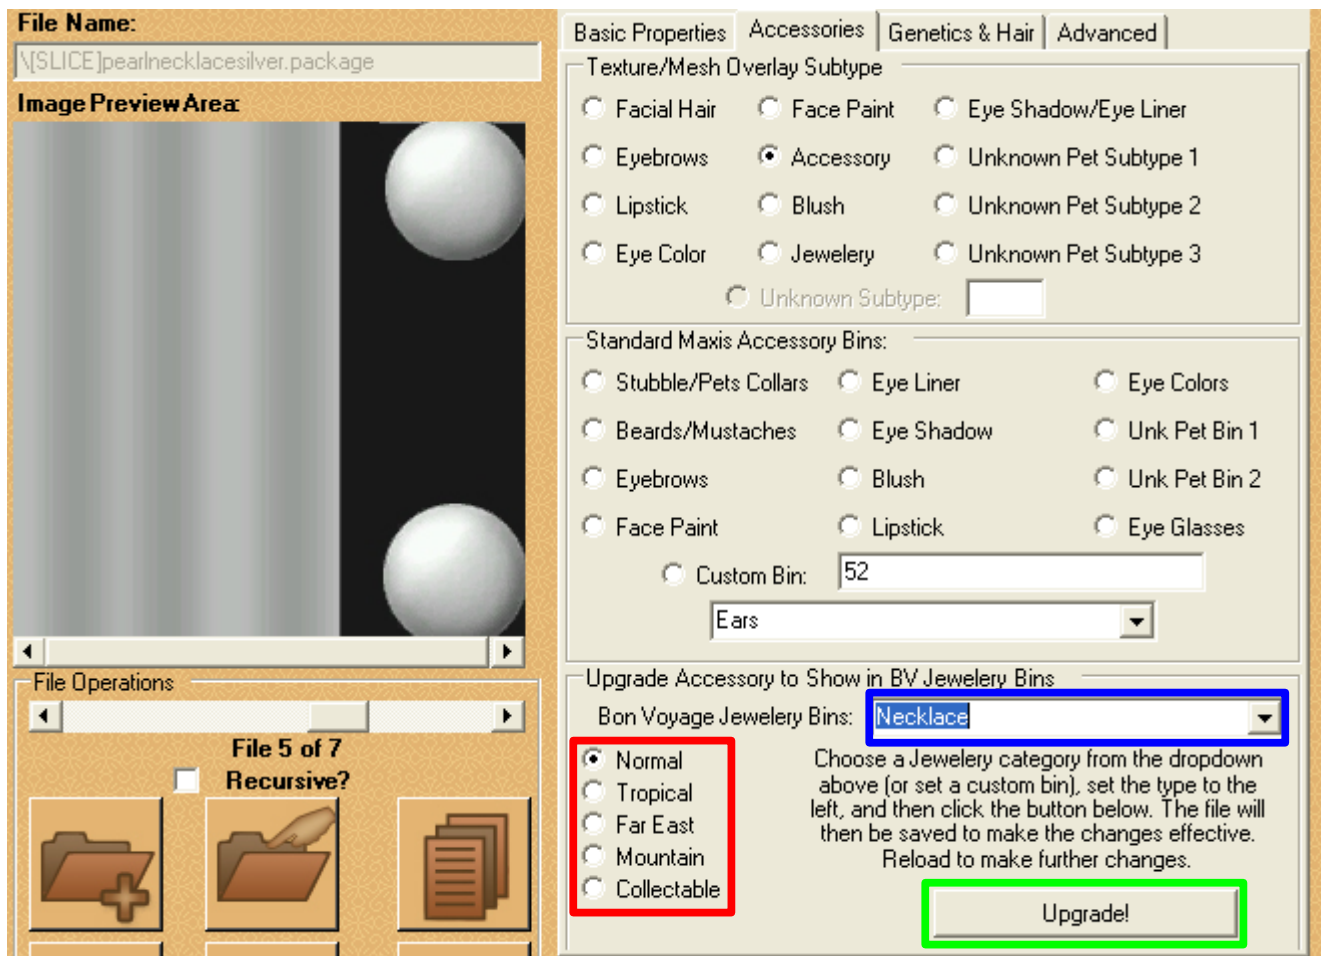 File Name:
\[SLICE]pearlnecklacesilver.package
Image Preview Area:
File Operations
File 5 of 7
Recursive?
Basic Properties Accessories Genetics & Hair Advanced
Texture/Mesh Overlay Subtype
Facial Hair Face Paint Eye Shadow/Eye Liner
Eyebrows Accessory Unknown Pet Subtype 1
Lipstick Blush Unknown Pet Subtype 2
Eye Color Jewelery Unknown Pet Subtype 3
Unknown Subtype:
Standard Maxis Accessory Bins:
Stubble/Pets Collars Eye Liner Eye Colors
Beards/Mustaches Eye Shadow Unk Pet Bin 1
Eyebrows Blush Unk Pet Bin 2
Face Paint Lipstick Eye Glasses
Custom Bin: 52
Ears
Upgrade Accessory to Show in BV Jewelery Bins
Bon Voyage Jewelery Bins: Necklace
Normal
Tropical
Far East
Mountain
Collectable
Choose a Jewelery category from the dropdown
above (or set a custom bin), set the type to the
left, and then click the button below. The file will
then be saved to make the changes effective.
Reload to make further changes.
Upgrade!